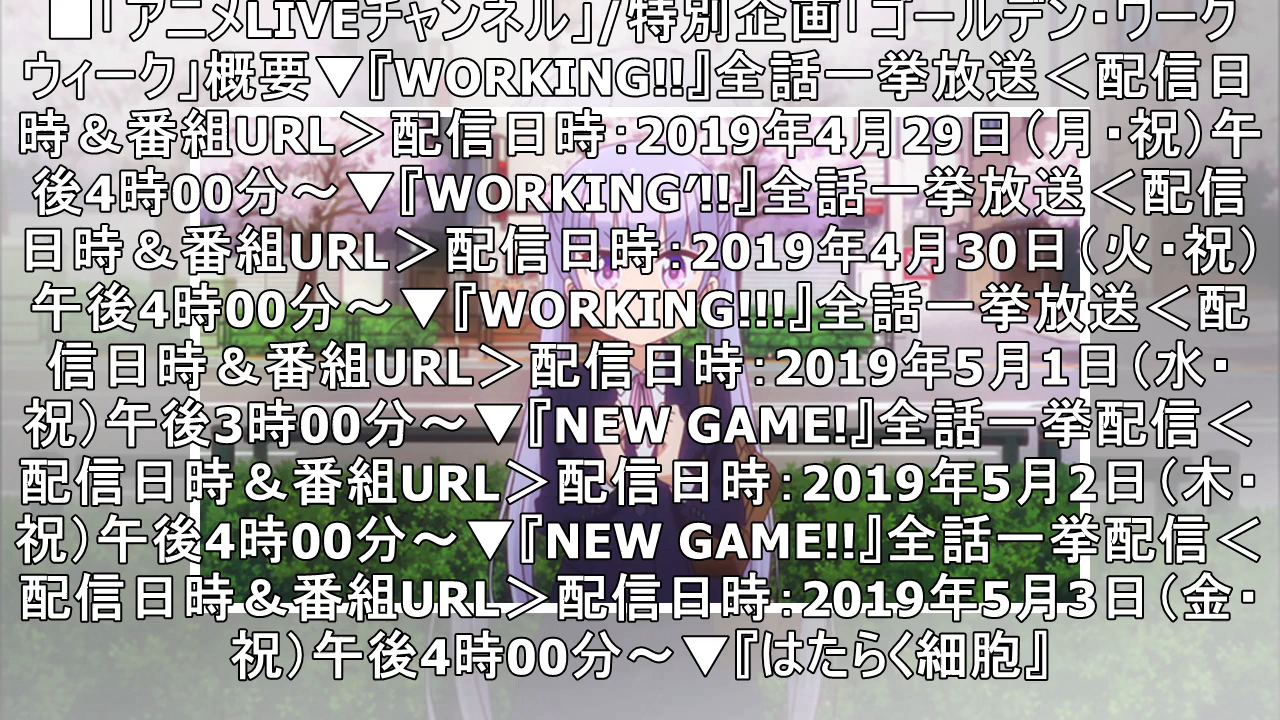 ■「アニメLIVEチャンネル」/特別企画「ゴールデン・ワーク
ウィーク」概要▼『WORKING!!』全話一挙放送＜配信日
時＆番組URL＞配信日時：2019年4月29日（月・祝）午
後4時00分～▼『WORKING’!!』全話一挙放送＜配信
日時＆番組URL＞配信日時：2019年4月30日（火・祝）
午後4時00分～▼『WORKING!!!』全話一挙放送＜配
信日時＆番組URL＞配信日時：2019年5月1日（水・
祝）午後3時00分～▼『NEW GAME!』全話一挙配信＜
配信日時＆番組URL＞配信日時：2019年5月2日（木・
祝）午後4時00分～▼『NEW GAME!!』全話一挙配信＜
配信日時＆番組URL＞配信日時：2019年5月3日（金・
祝）午後4時00分～▼『はたらく細胞』